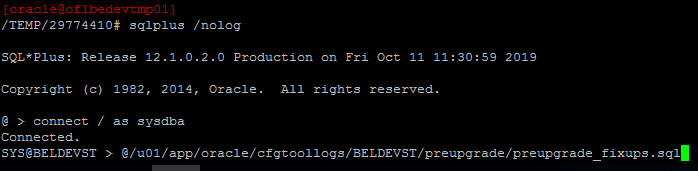 [oracle@oflbedevtmp01]
/TEMP/29774410# sqlplus /nolog
SQL*Plus: Release 12.1.0.2.0 Production on Fri Oct 11 11:30:59 2019
Copyright (c) 1982, 2014, Oracle.  All rights reserved.
@ > connect / as sysdba
Connected.
SYS@BELDEVST > @/u01/app/oracle/cfgtoollogs/BELDEVST/preupgrade/preupgrade_fixups.sql